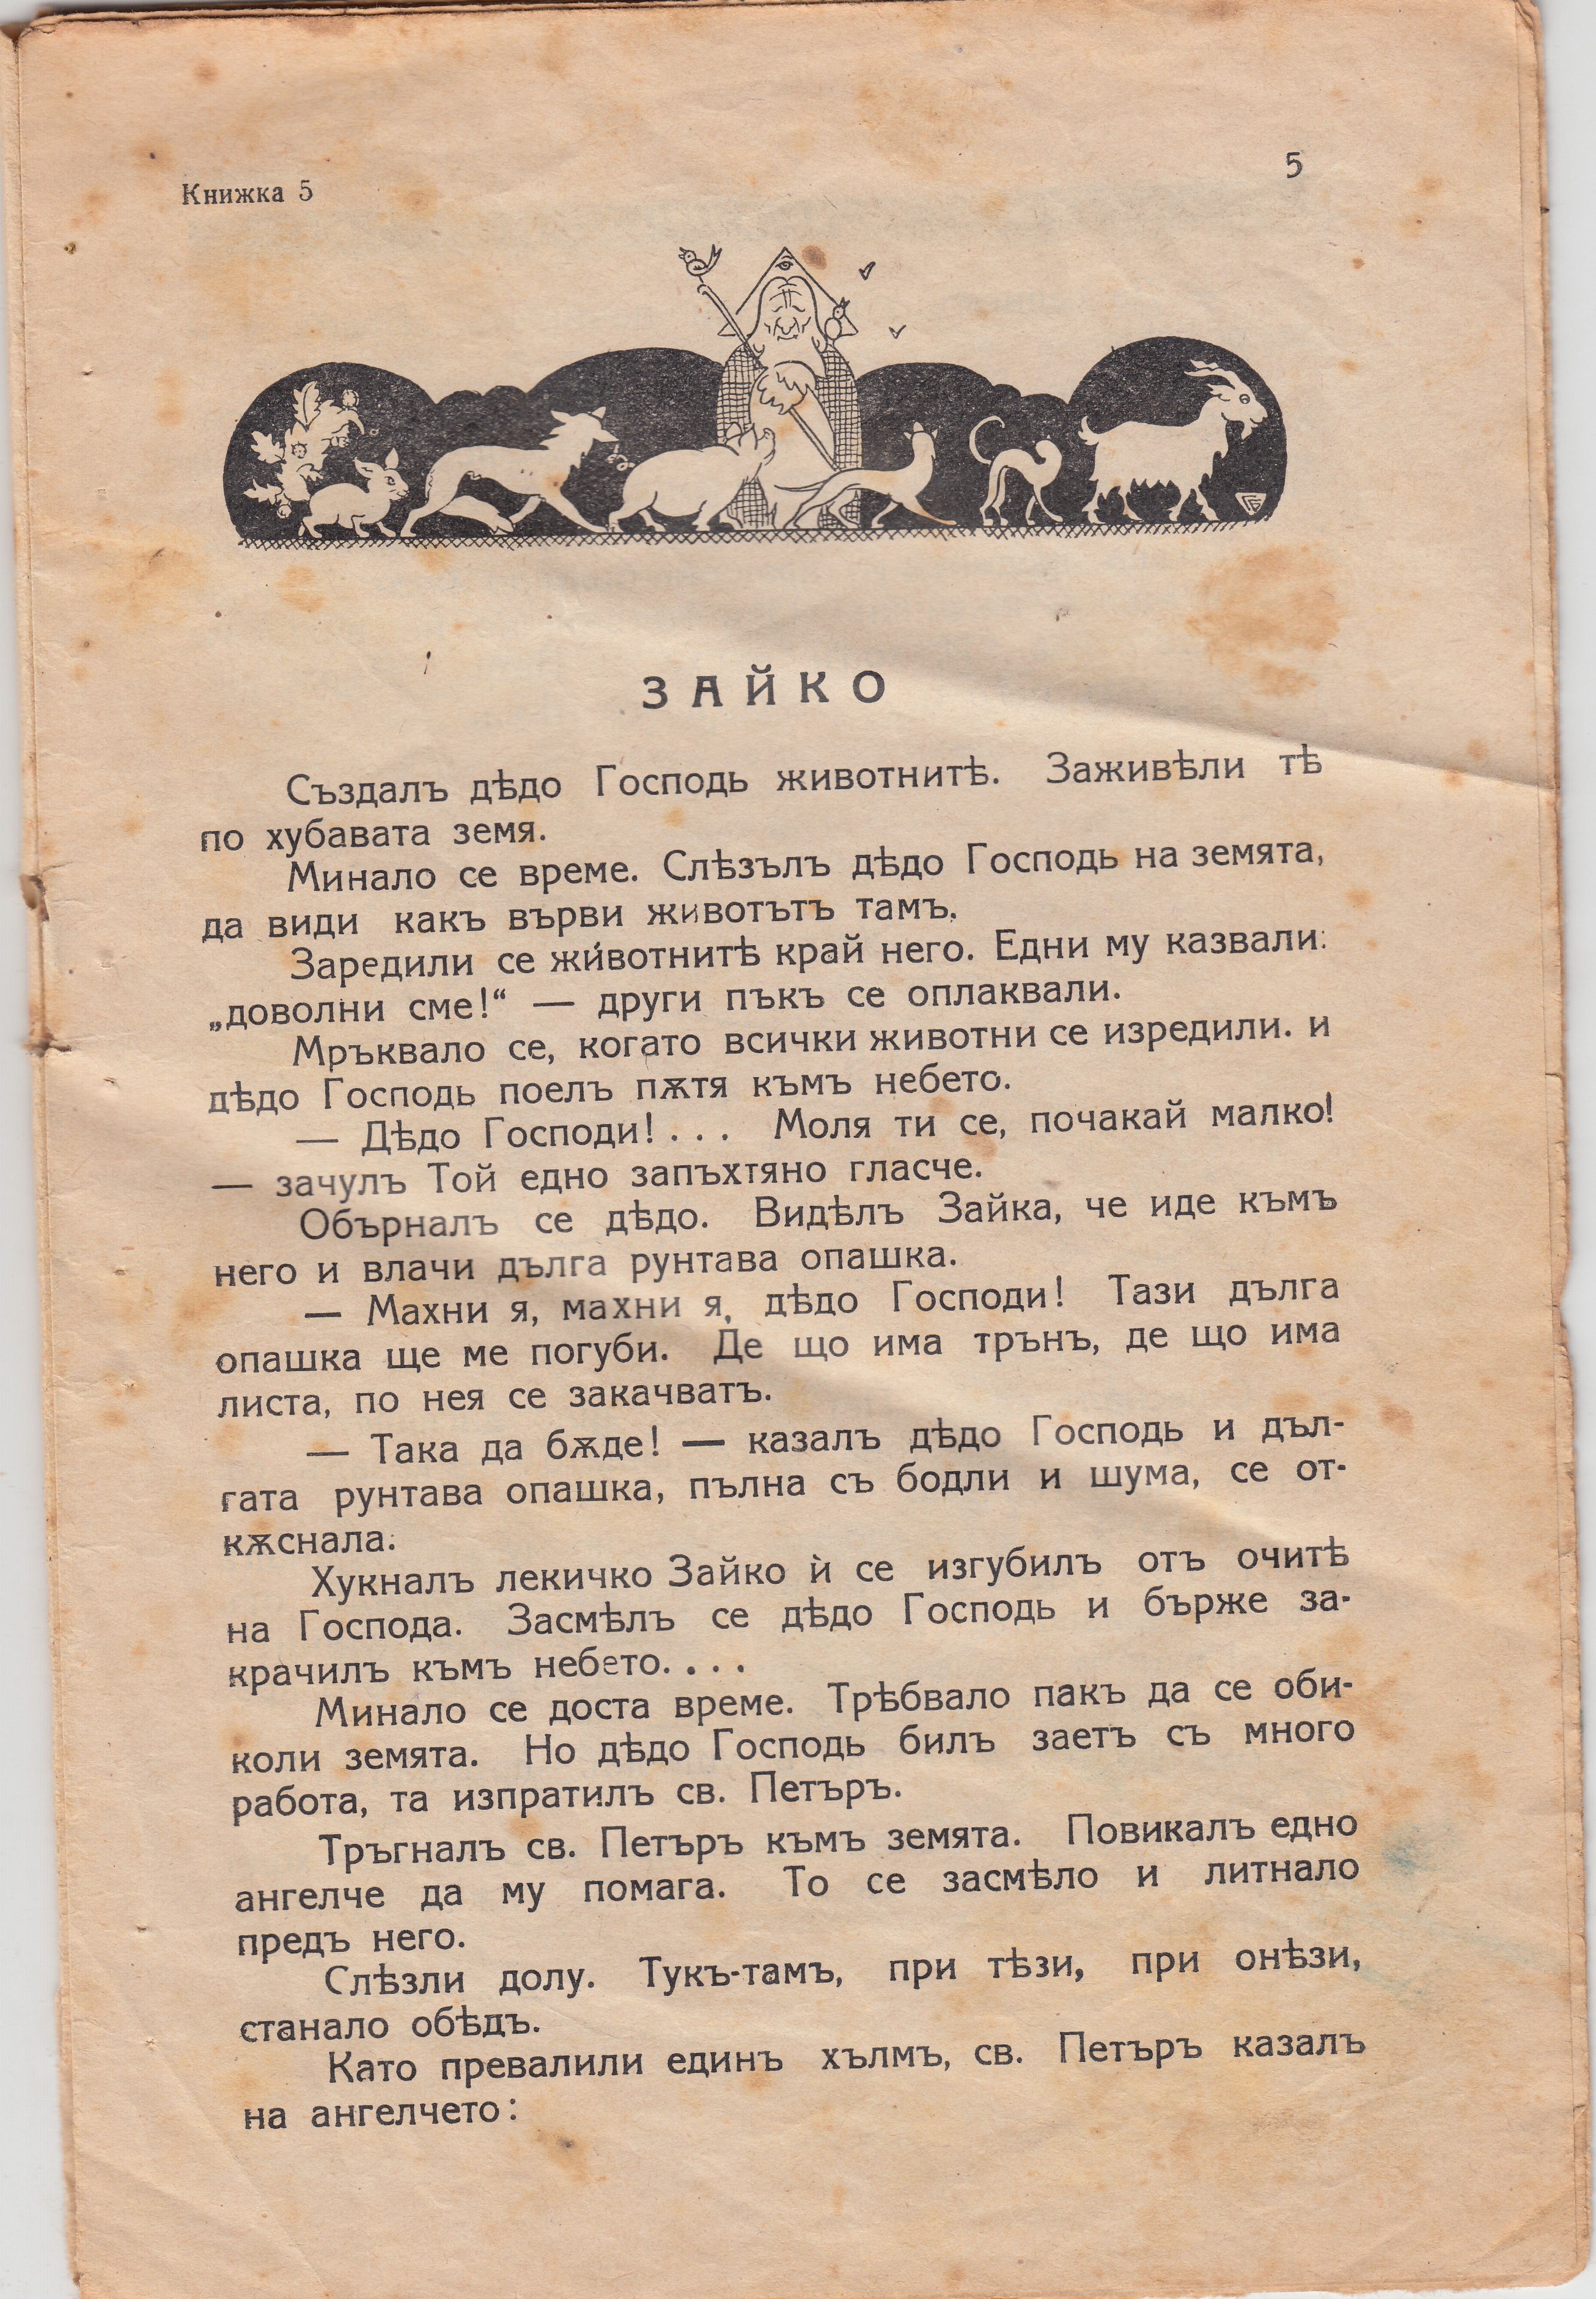 Книжка 5
5
ЗАЙКО
Създалъ дѣдо Господь животнитѣ. Заживѣли тѣ
по хубавата земя.
Минало се време. Слѣзълъ дѣдо Господь на земята,
да види какъ върви животътъ тамъ.
Заредили се животнитѣ край него. Едни му казвали:
„доволни сме!“ — други пъкъ се оплаквали.
Мръквало се, когато всички животни се изредили. и
дѣдо Господь поелъ пѫтя къмъ небето.
— Дѣдо Господи! . . . Моля ти се, почакай малко!
— зачулъ Той едно запъхтяно гласче.
Обърналъ се дѣдо. Видѣлъ Зайка, че иде къмъ
него и влачи дълга рунтава опашка.
— Махни я, махни я, дѣдо Господи! Тази дълга
опашка ще ме погуби. Де що има трънъ, де що има
листа, по нея се закачватъ.
— Така да бѫде! — казалъ дѣдо Господь и дъл-
гата рунтава опашка, пълна съ бодли и шума, се от-
кѫснала.
Хукналъ лекичко Зайко ѝ се изгубилъ отъ очитѣ
на Господа. Засмѣлъ се дѣдо Господь и бърже за-
крачилъ къмъ небето. . . .
Минало се доста време. Трѣбвало пакъ да се оби-
коли земята. Но дѣдо Господь билъ заетъ съ много
работа, та изпратилъ св. Петъръ.
Тръгналъ св. Петъръ къмъ земята. Повикалъ едно
ангелче да му помага. То се засмѣло и литнало
предъ него.
Слѣзли долу. Тукъ-тамъ, при тѣзи, при онѣзи,
станало обѣдъ.
Като превалили единъ хълмъ, св. Петъръ казалъ
на ангелчето: